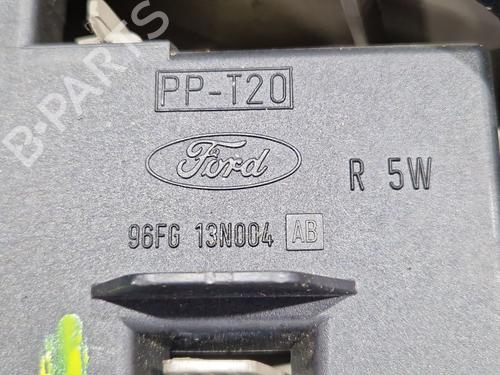 PP-T20
Ford
R 5W
96FG 13N004 AB
B-PARTS